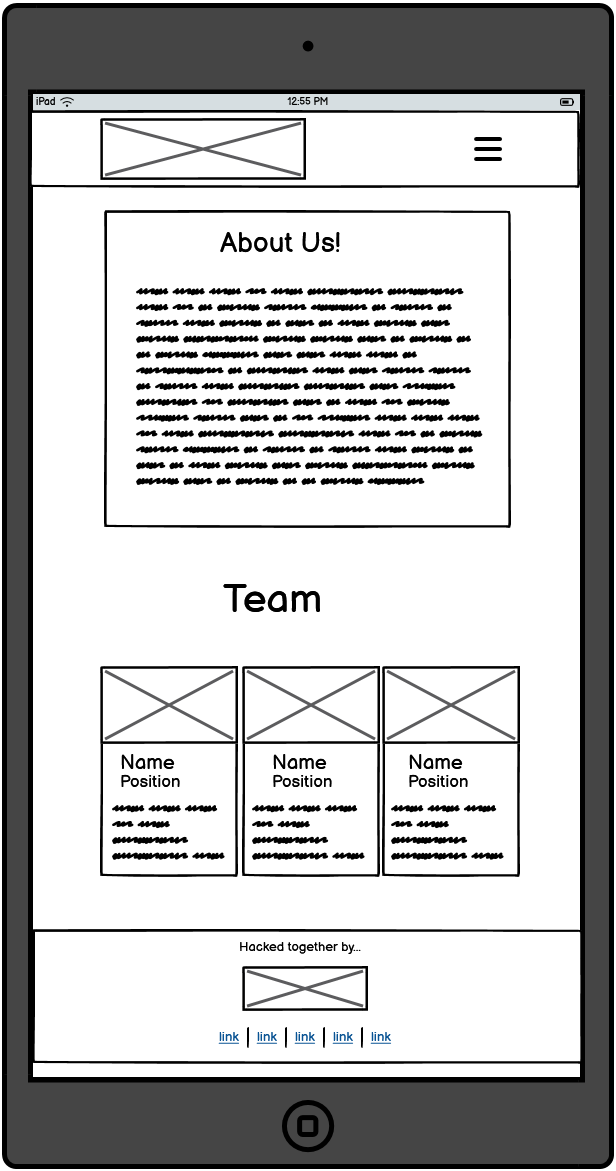 iPad 12:55 PM
About Us!
Team
Name Name Name
Position Position Position
Hacked together by...
link link link link link